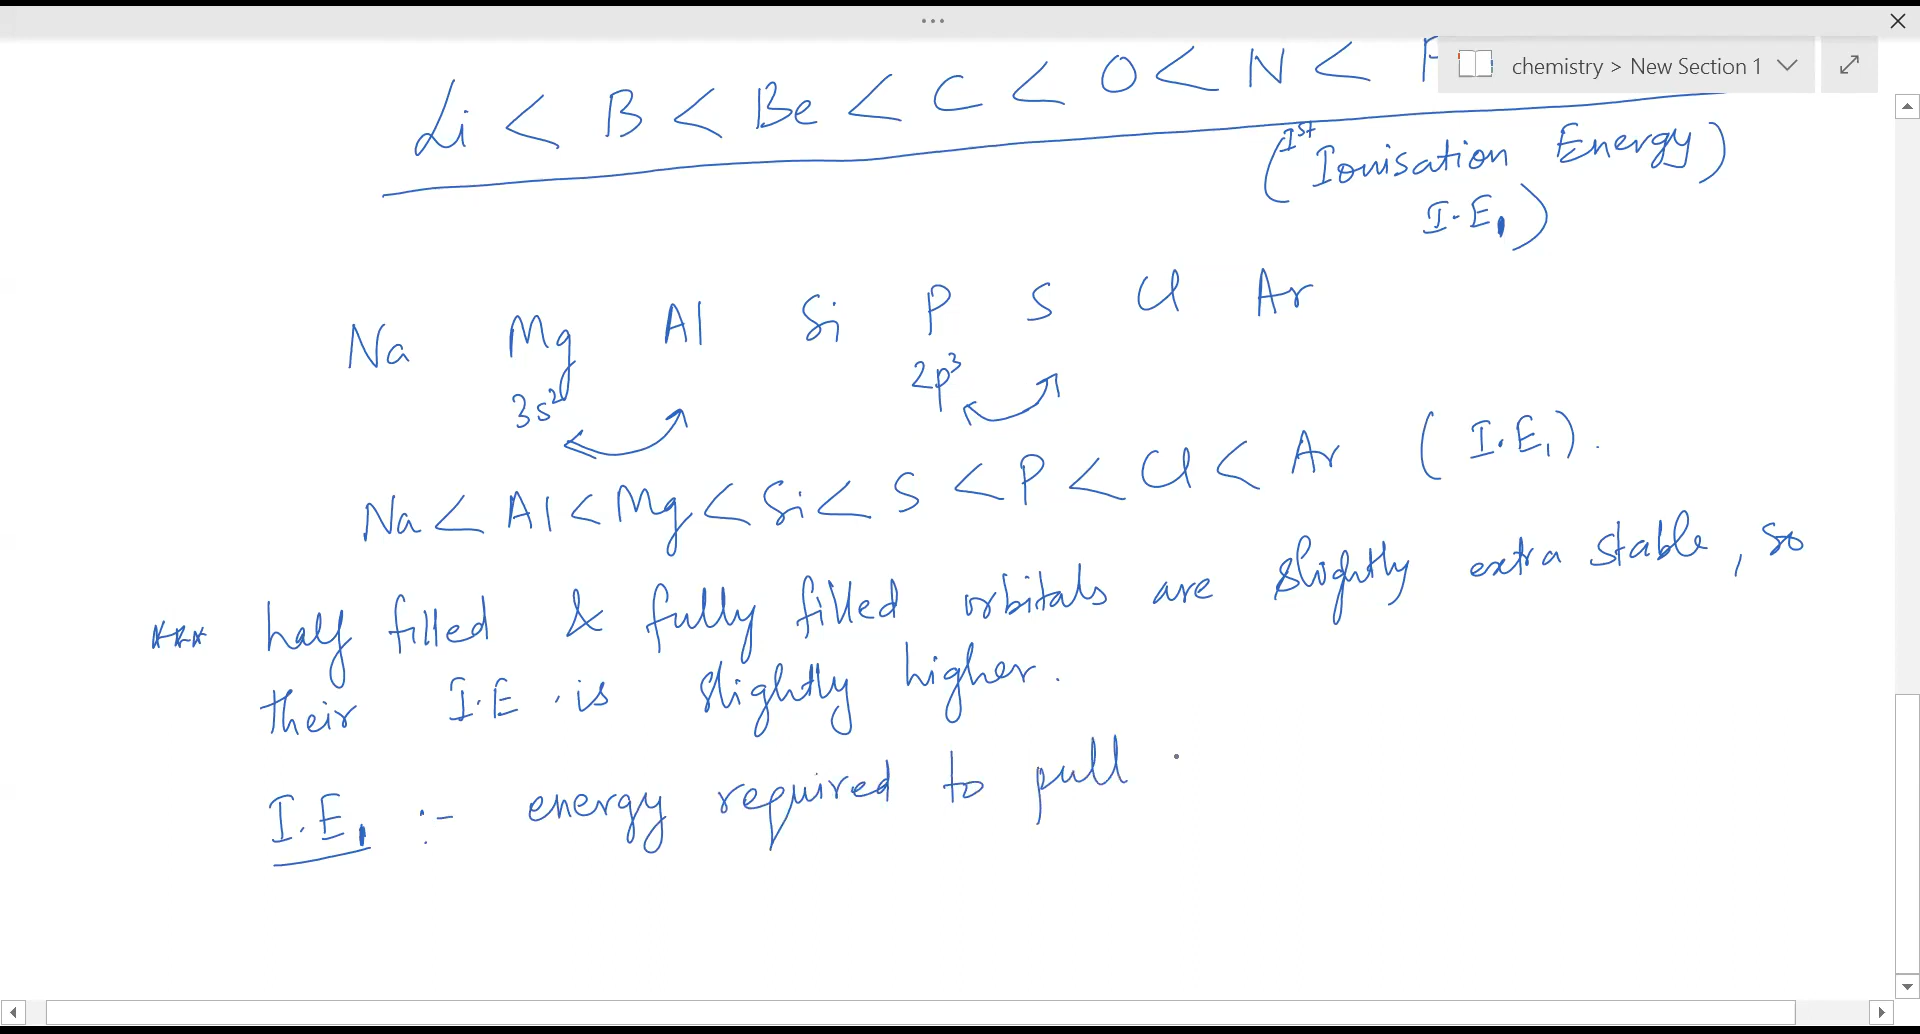 ...
chemistry > New Section 1
Li < B < Be < C < O < N < F
(Ist Ionisation Energy)
I.E1)
Na Mg Al Si P S Cl Ar
3s² 2p³
Na < Al < Mg < Si < S < P < Cl < Ar (I.E1).
*** half filled & fully filled orbitals are slightly extra stable, so
their I.E. is slightly higher.
I.E1 :- energy required to pull